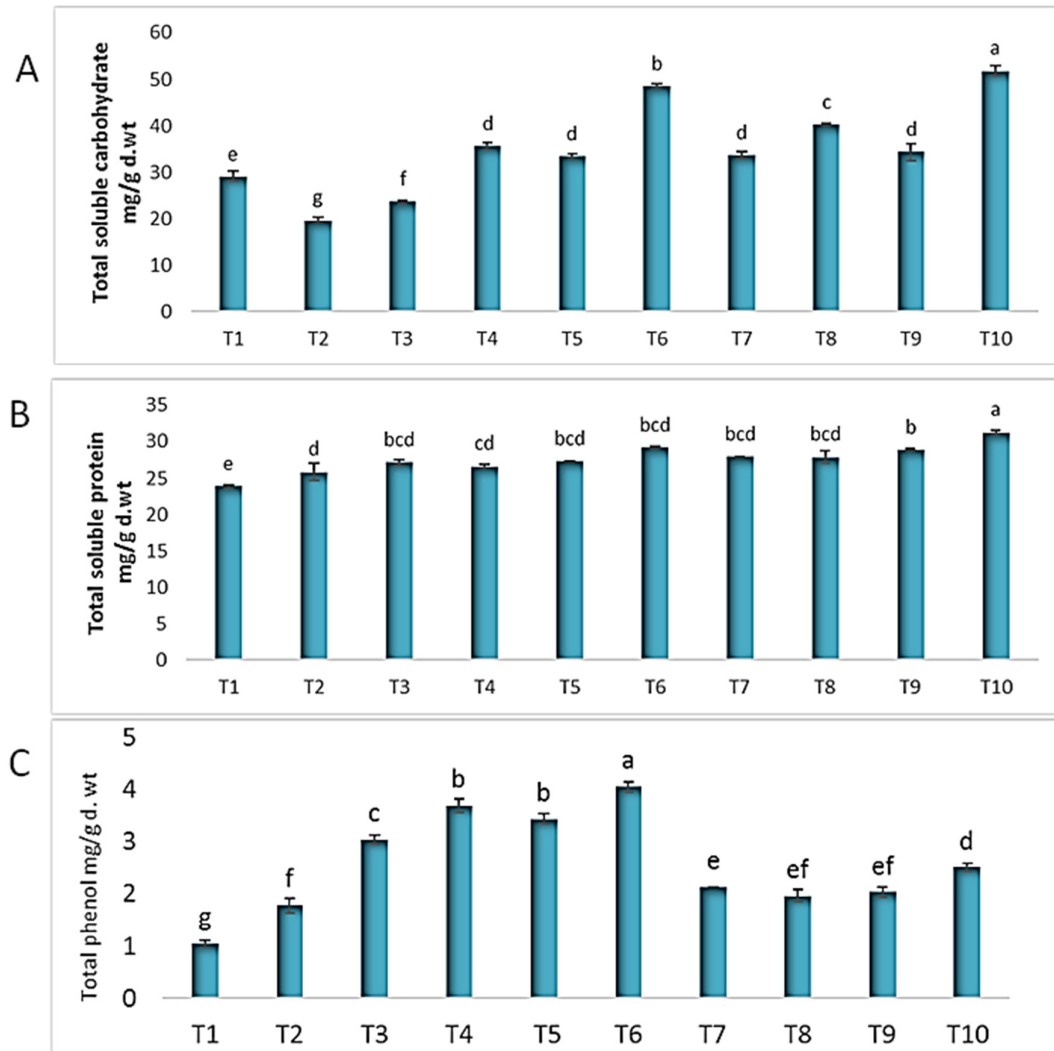 A
Total soluble carbohydrate
mg/g d.wt
60
50
40
30
20
10
0
e
g
f
d
d
b
d
c
d
a
T1 T2 T3 T4 T5 T6 T7 T8 T9 T10
B
Total soluble protein
mg/g d.wt
35
30
25
20
15
10
5
0
e
d
bcd
cd
bcd
bcd
bcd
bcd
b
a
T1 T2 T3 T4 T5 T6 T7 T8 T9 T10
C
Total phenol mg/g d. wt
5
4
3
2
1
0
g
f
c
b
b
a
e
ef
ef
d
T1 T2 T3 T4 T5 T6 T7 T8 T9 T10